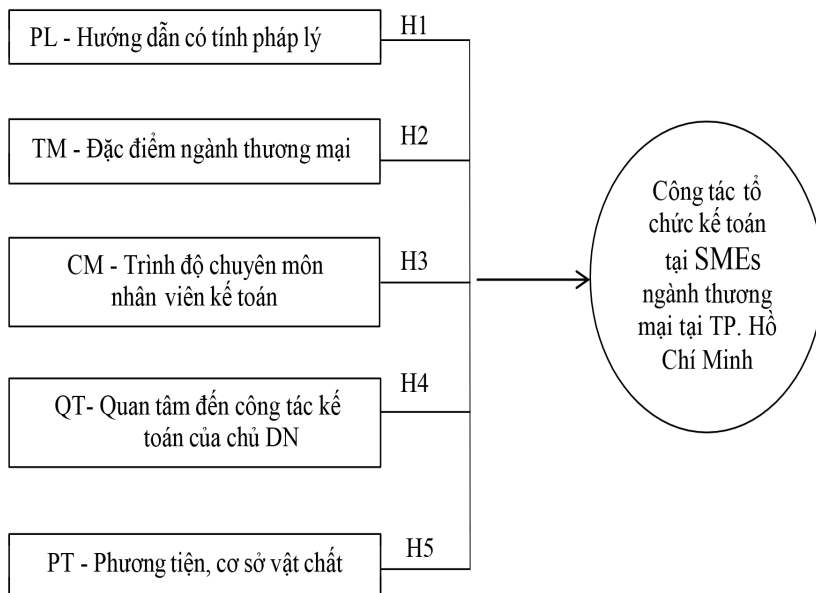 PL - Hướng dẫn có tính pháp lý
H1
TM - Đặc điểm ngành thương mại
H2
CM - Trình độ chuyên môn
nhân viên kế toán
H3
QT- Quan tâm đến công tác kế
toán của chủ DN
H4
PT - Phương tiện, cơ sở vật chất
H5
Công tác tổ
chức kế toán
tại SMEs
ngành thương
mại tại TP. Hồ
Chí Minh